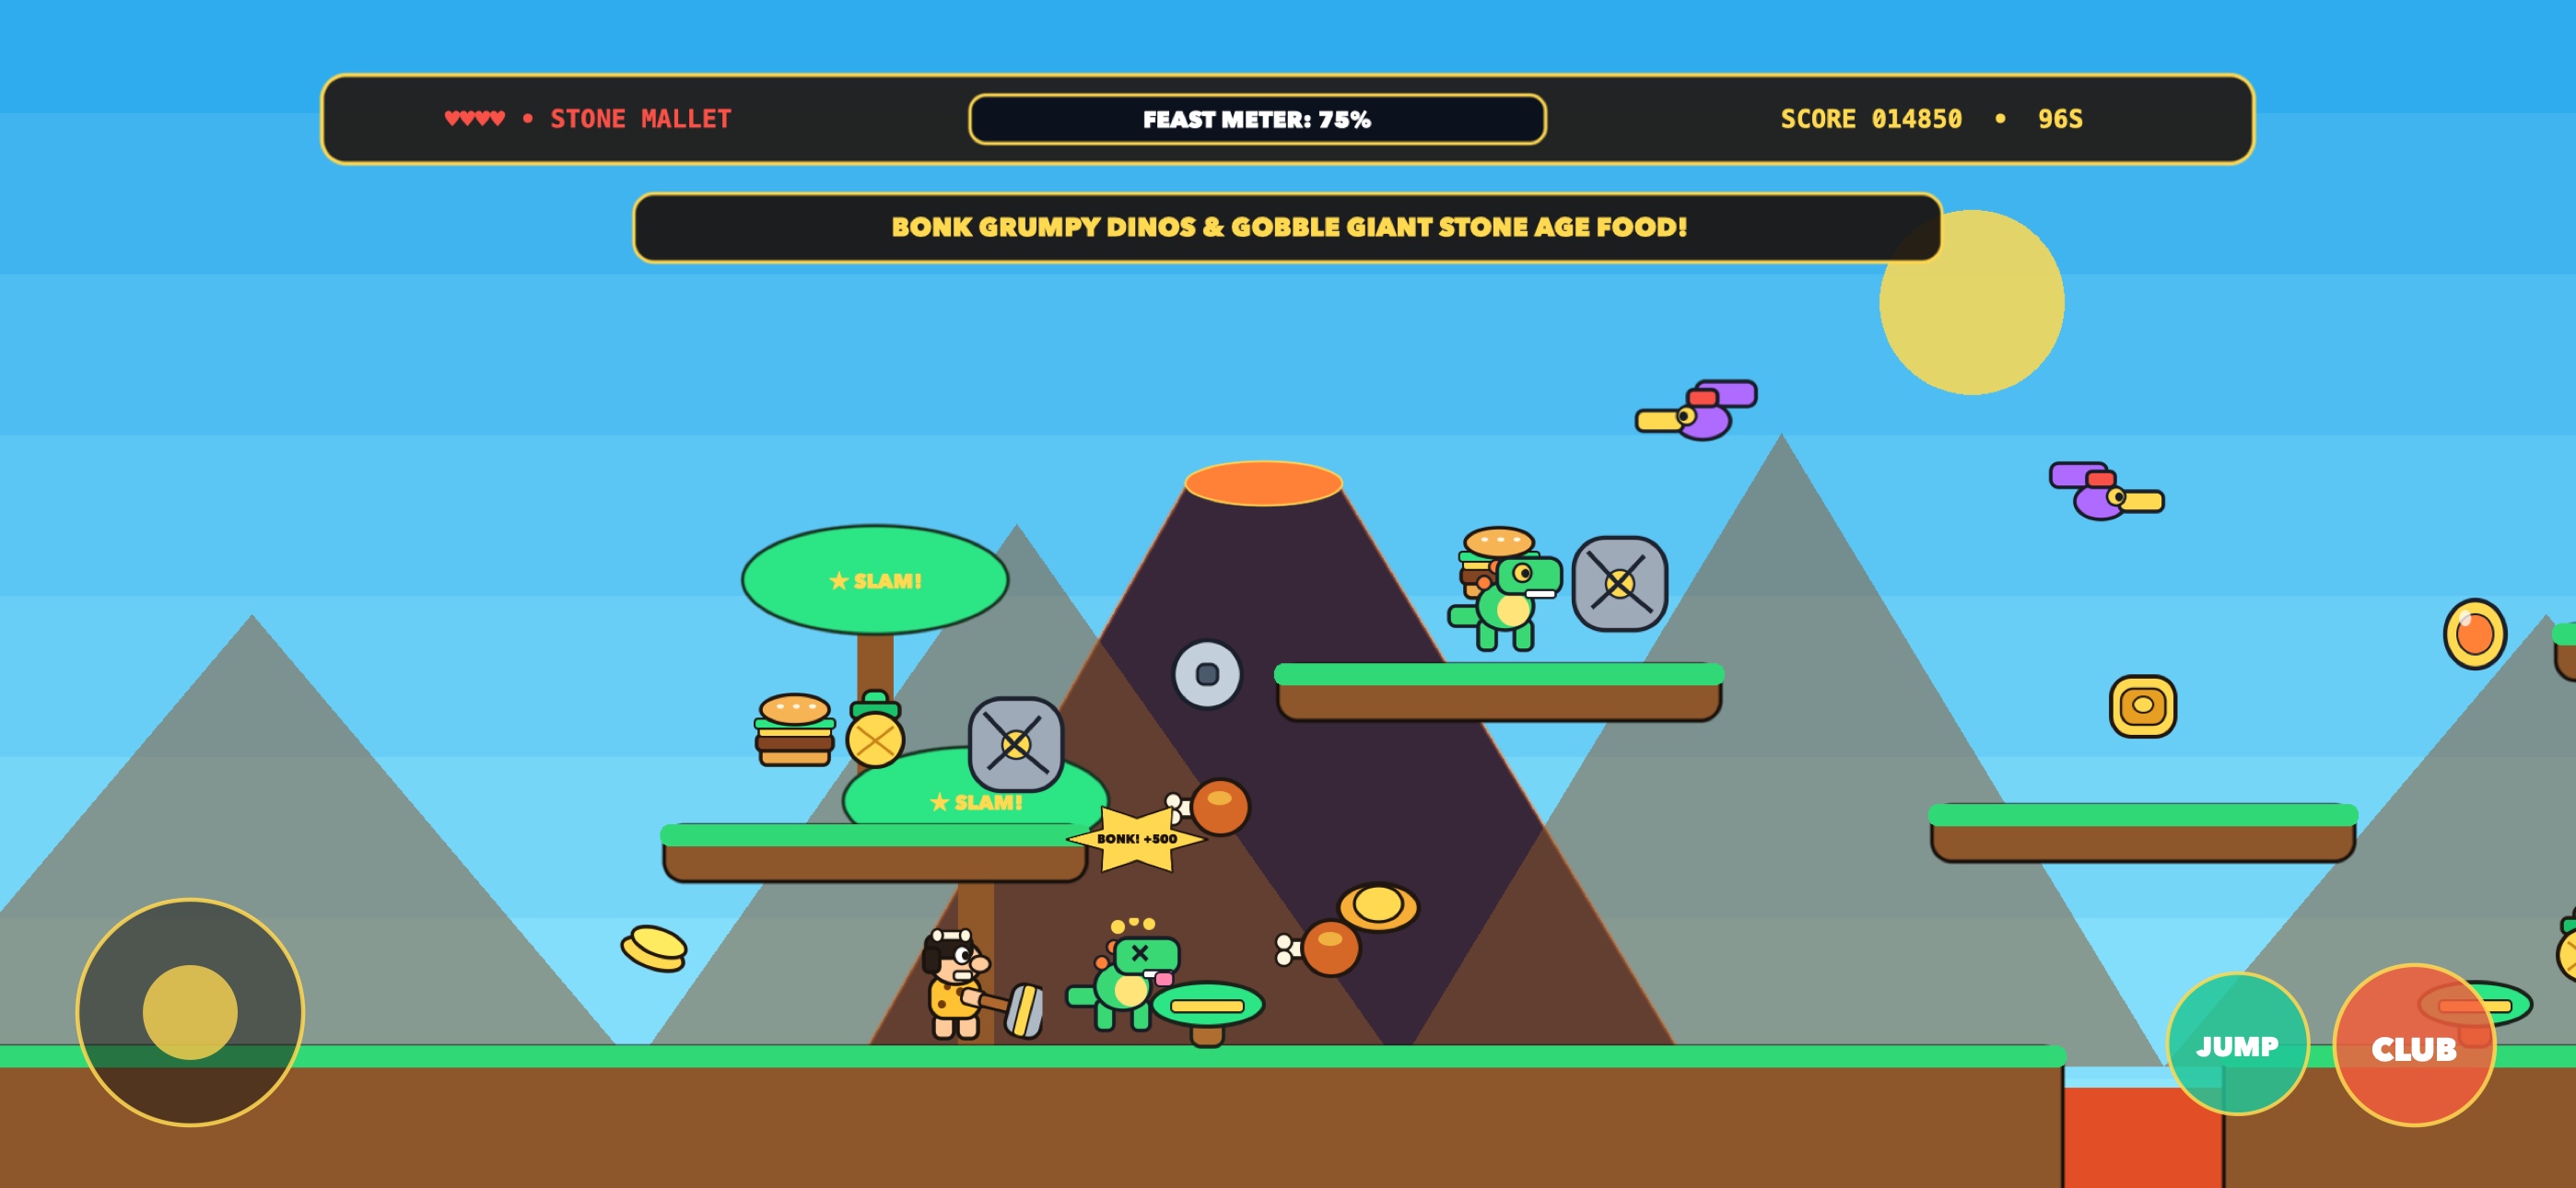 ♥♥♥♥ • STONE MALLET
FEAST METER: 75%
SCORE 014850 • 96S
BONK GRUMPY DINOS & GOBBLE GIANT STONE AGE FOOD!
★ SLAM!
★ SLAM!
BONK! +500
JUMP
CLUB